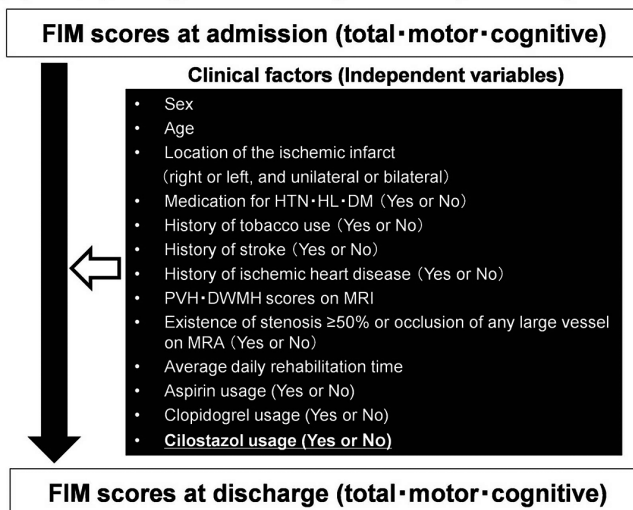 FIM scores at admission (total・motor・cognitive)
Clinical factors (Independent variables)
• Sex
• Age
• Location of the ischemic infarct
（right or left, and unilateral or bilateral）
• Medication for HTN・HL・DM（Yes or No）
• History of tobacco use（Yes or No）
• History of stroke（Yes or No）
• History of ischemic heart disease（Yes or No）
• PVH・DWMH scores on MRI
• Existence of stenosis ≥50% or occlusion of any large vessel
on MRA（Yes or No）
• Average daily rehabilitation time
• Aspirin usage (Yes or No)
• Clopidogrel usage (Yes or No)
• Cilostazol usage (Yes or No)
FIM scores at discharge (total・motor・cognitive)